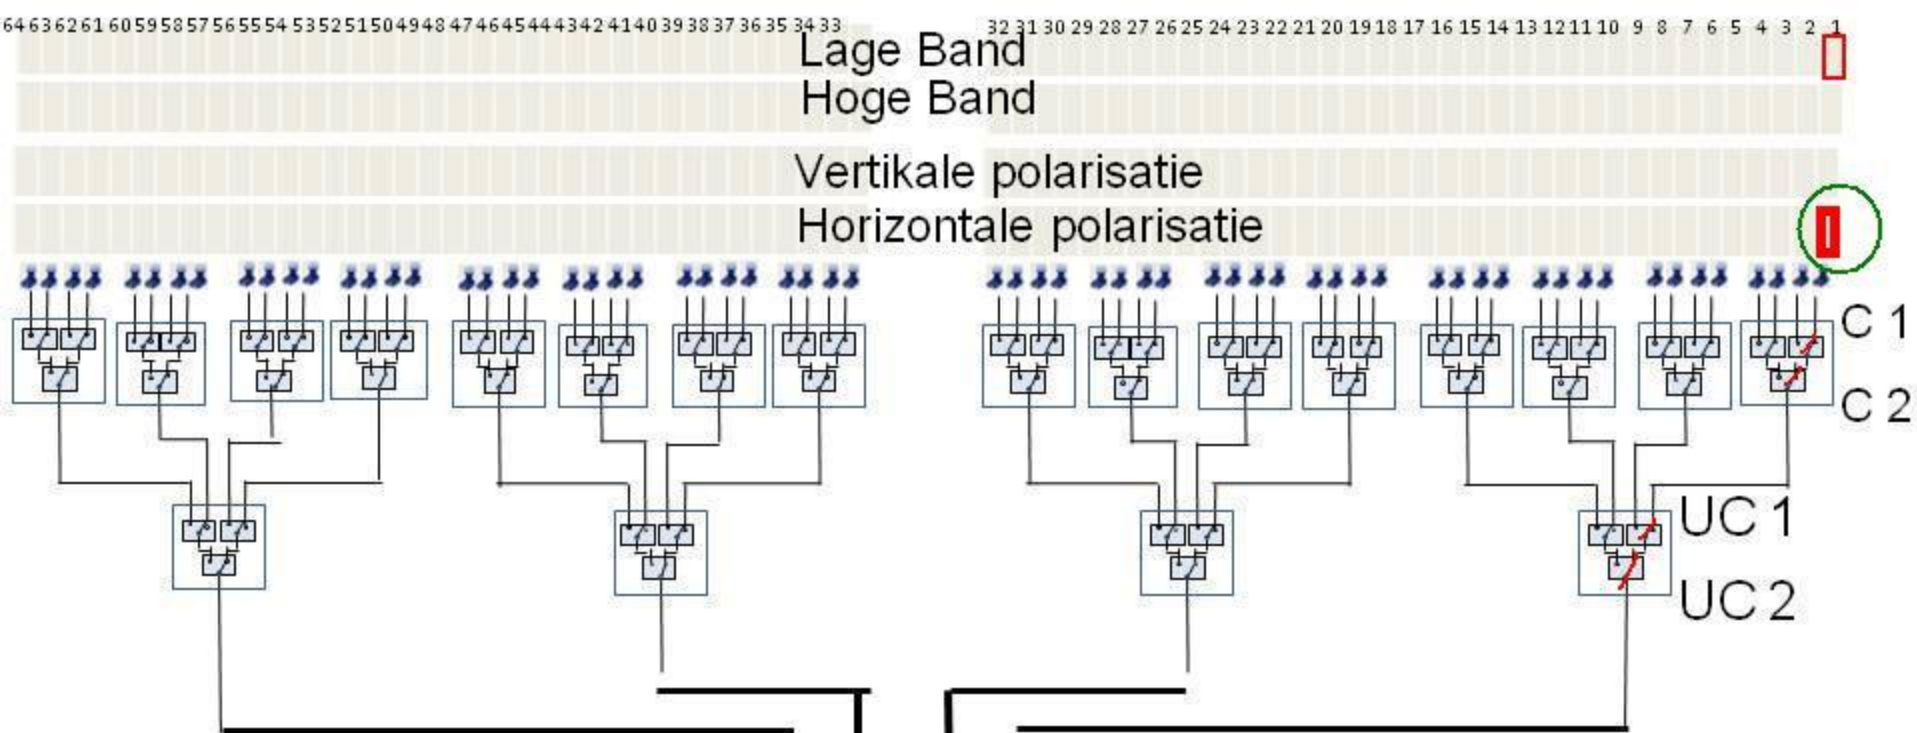 64 63 62 61 60 59 58 57 56 55 54 53 52 51 50 49 48 47 46 45 44 43 42 41 40 39 38 37 36 35 34 33
32 31 30 29 28 27 26 25 24 23 22 21 20 19 18 17 16 15 14 13 12 11 10 9 8 7 6 5 4 3 2 1
Lage Band
Hoge Band
Vertikale polarisatie
Horizontale polarisatie
C 1
C 2
UC 1
UC 2